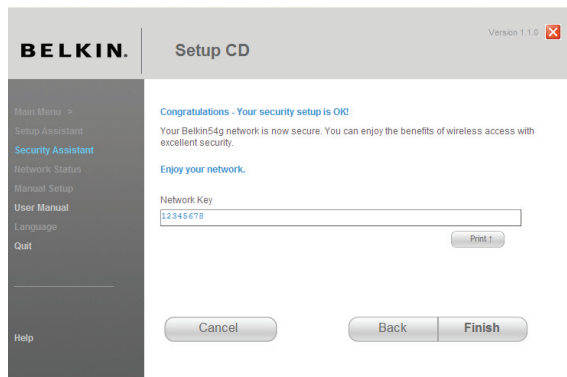 Version 1.1.0
BELKIN.
Setup CD
Main Menu >
Setup Assistant
Security Assistant
Network Status
Manual Setup
User Manual
Language
Quit
Help
Congratulations - Your security setup is OK!
Your Belkin54g network is now secure. You can enjoy the benefits of wireless access with
excellent security.
Enjoy your network.
Network Key
12345678
Print ↑
Cancel
Back
Finish